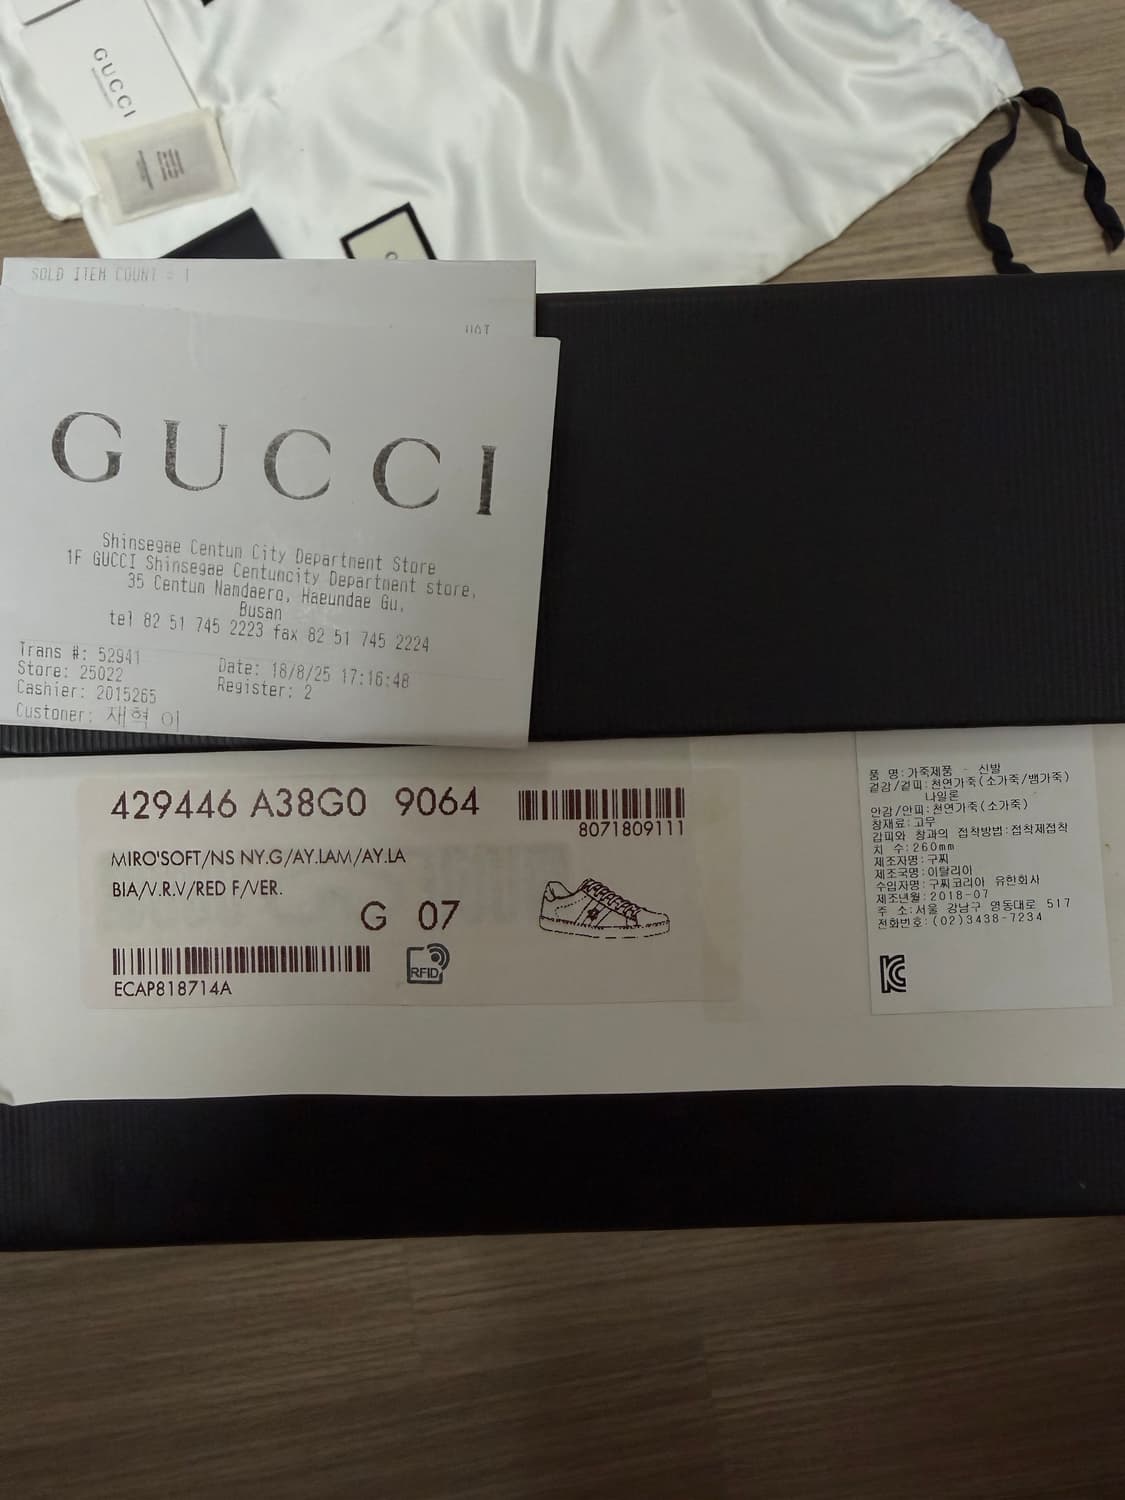 GUCCI
SOLD ITEM COUNT = 1
GUCCI
Shinsegae Centum City Department Store
1F GUCCI Shinsegae Centumcity Department store,
35 Centum Namdaero, Haeundae Gu,
Busan
tel 82 51 745 2223 fax 82 51 745 2224
Trans #: 52941
Store: 25022 Date: 18/8/25 17:16:48
Cashier: 2015265 Register: 2
Customer: 재혁 이
429446 A38G0 9064
8071809111
MIRO'SOFT/NS NY.G/AY.LAM/AY.LA
BIA/V.R.V/RED F/VER.
G 07
RFID
ECAP818714A
품 명:가죽제품 - 신발
겉감/겉피:천연가죽(소가죽/뱀가죽)
나일론
안감/안피:천연가죽(소가죽)
창재료:고무
갑피와 창과의 접착방법:접착제접착
치 수:260mm
제조자명:구찌
제조국명:이탈리아
수입자명:구찌코리아 유한회사
제조년월:2018-07
주 소:서울 강남구 영동대로 517
전화번호:(02)3438-7234